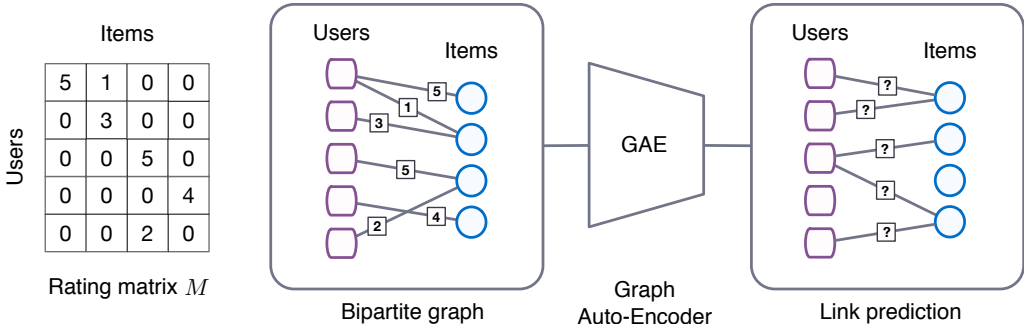 Items
Users
5 1 0 0
0 3 0 0
0 0 5 0
0 0 0 4
0 0 2 0
Rating matrix M
Users
Items
5
1
3
5
4
2
Bipartite graph
GAE
Graph
Auto-Encoder
Users
Items
?
?
?
?
?
Link prediction